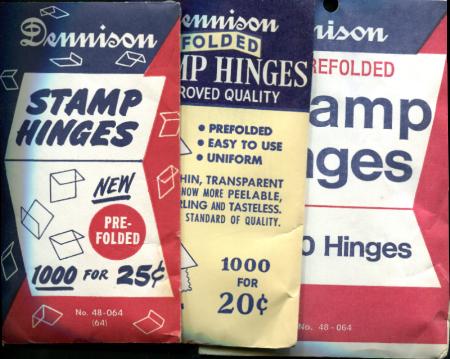 Dennison
STAMP
HINGES
NEW
PRE-
FOLDED
1000 FOR 25¢
No. 48-064
(64)
ennison
FOLDED
MP HINGES
ROVED QUALITY
• PREFOLDED
• EASY TO USE
• UNIFORM
HIN, TRANSPARENT
NOW MORE PEELABLE,
RLING AND TASTELESS.
STANDARD OF QUALITY.
1000
FOR
20¢
nison
REFOLDED
amp
nges
0 Hinges
No. 48-064